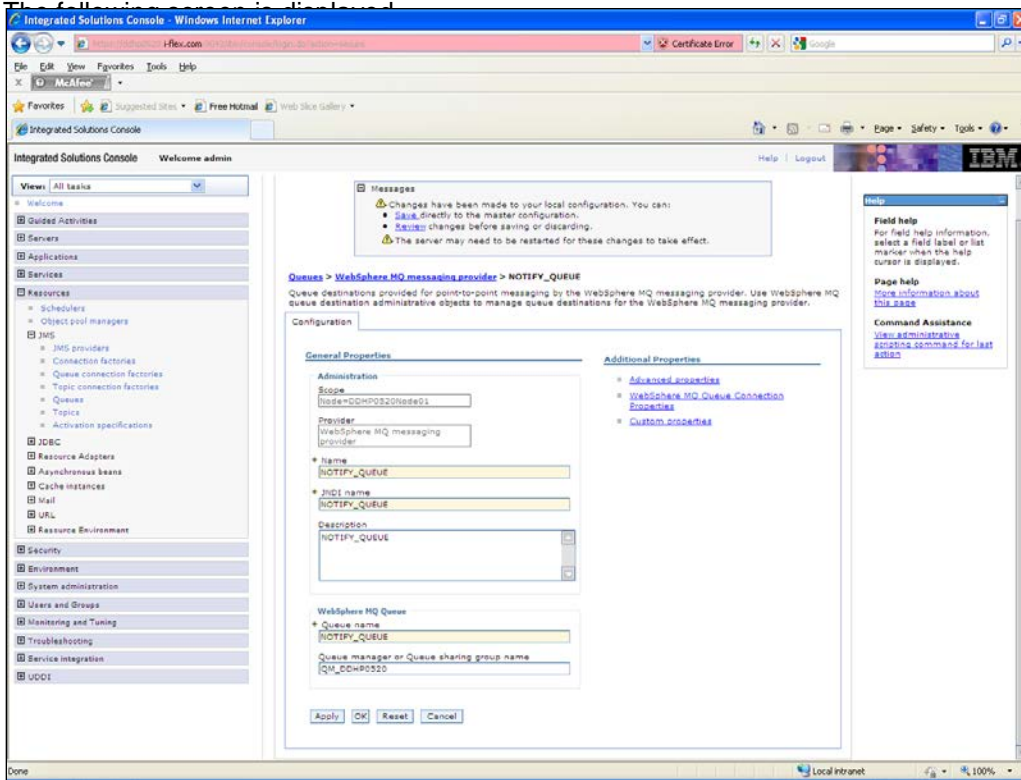 The following screen is displayed
Integrated Solutions Console - Windows Internet Explorer
i-flex.com
Certificate Error
Google
File Edit View Favorites Tools Help
X McAfee
Favorites Suggested Sites Free Hotmail Web Slice Gallery
Integrated Solutions Console
Page Safety Tools
Integrated Solutions Console Welcome admin
Help | Logout
IBM
View: All tasks
Welcome
Guided Activities
Servers
Applications
Services
Resources
Schedulers
Object pool managers
JMS
JMS providers
Connection factories
Queue connection factories
Topic connection factories
Queues
Topics
Activation specifications
JDBC
Resource Adapters
Asynchronous beans
Cache instances
Mail
URL
Resource Environment
Security
Environment
System administration
Users and Groups
Monitoring and Tuning
Troubleshooting
Service integration
UDDI
Messages
Changes have been made to your local configuration. You can:
Save directly to the master configuration.
Review changes before saving or discarding.
The server may need to be restarted for these changes to take effect.
Queues > WebSphere MQ messaging provider > NOTIFY_QUEUE
Queue destinations provided for point-to-point messaging by the WebSphere MQ messaging provider. Use WebSphere MQ
queue destination administrative objects to manage queue destinations for the WebSphere MQ messaging provider.
Configuration
General Properties
Administration
Scope
Node=DDHP0520Node01
Provider
WebSphere MQ messaging
provider
* Name
NOTIFY_QUEUE
* JNDI name
NOTIFY_QUEUE
Description
NOTIFY_QUEUE
WebSphere MQ Queue
* Queue name
NOTIFY_QUEUE
Queue manager or Queue sharing group name
QM_DDHP0520
Apply OK Reset Cancel
Additional Properties
Advanced properties
WebSphere MQ Queue Connection
Properties
Custom properties
Help
Field help
For field help information,
select a field label or list
marker when the help
cursor is displayed.
Page help
More information about
this page
Command Assistance
View administrative
scripting command for last
action
Done
Local intranet
100%